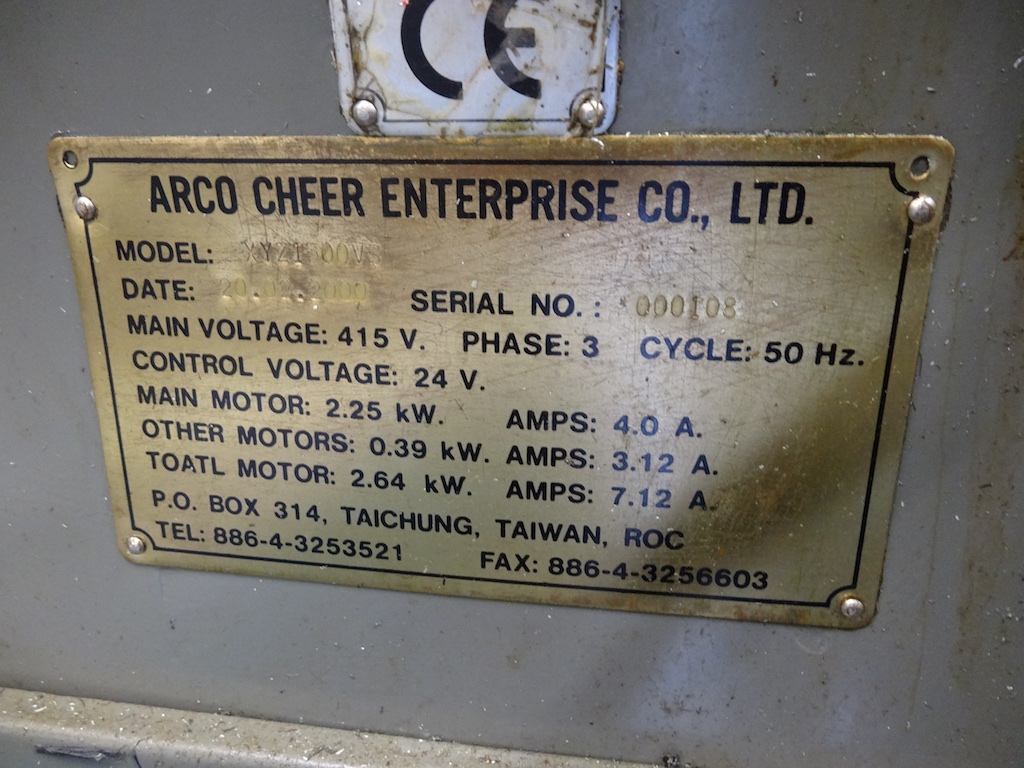 CE
ARCO CHEER ENTERPRISE CO., LTD.
MODEL:
DATE: SERIAL NO. : 000108
MAIN VOLTAGE: 415 V. PHASE: 3 CYCLE: 50 Hz.
CONTROL VOLTAGE: 24 V.
MAIN MOTOR: 2.25 kW. AMPS: 4.0 A.
OTHER MOTORS: 0.39 kW. AMPS: 3.12 A.
TOATL MOTOR: 2.64 kW. AMPS: 7.12 A.
P.O. BOX 314, TAICHUNG, TAIWAN, ROC
TEL: 886-4-3253521 FAX: 886-4-3256603